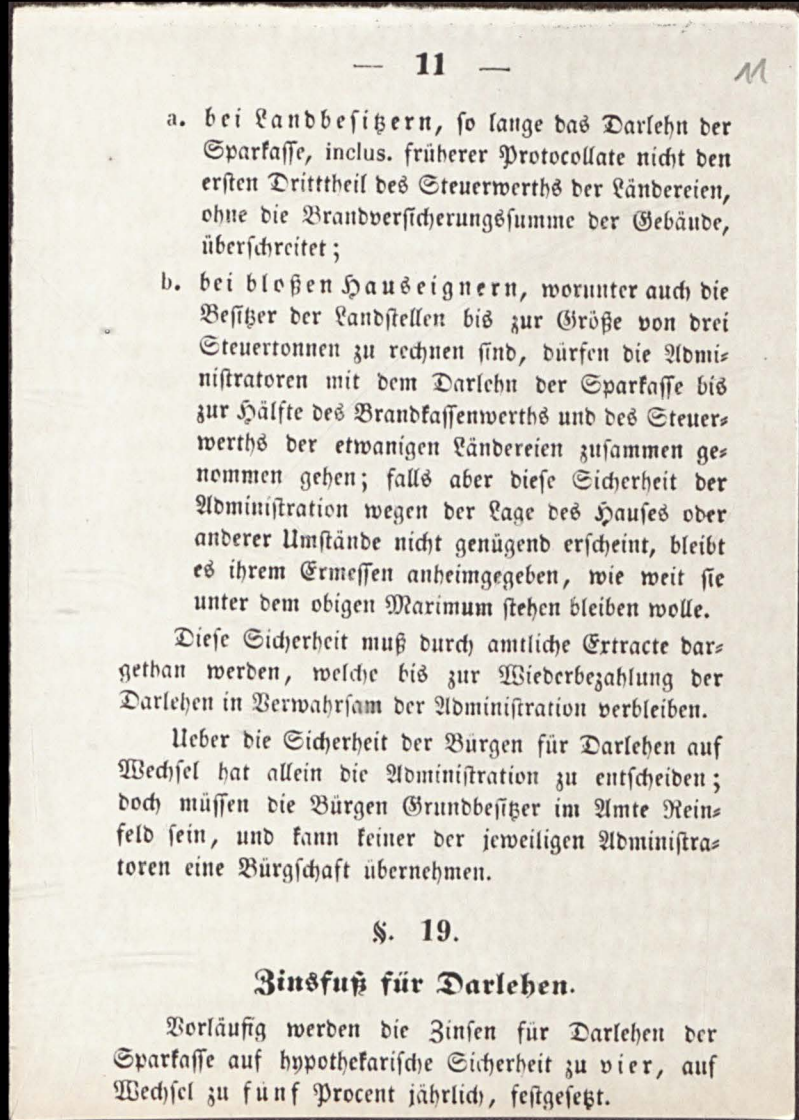 — 11 —
11
a. bei Landbesitzern, so lange das Darlehn der
Sparkasse, inclus. früherer Protocollate nicht den
ersten Dritttheil des Steuerwerths der Ländereien,
ohne die Brandversicherungssumme der Gebäude,
überschreitet;
b. bei bloßen Hauseignern, worunter auch die
Besitzer der Landstellen bis zur Größe von drei
Steuertonnen zu rechnen sind, dürfen die Admi⸗
nistratoren mit dem Darlehn der Sparkasse bis
zur Hälfte des Brandkassenwerths und des Steuer⸗
werths der etwanigen Ländereien zusammen ge⸗
nommen gehen; falls aber diese Sicherheit der
Administration wegen der Lage des Hauses oder
anderer Umstände nicht genügend erscheint, bleibt
es ihrem Ermessen anheimgegeben, wie weit sie
unter dem obigen Maximum stehen bleiben wolle.
Diese Sicherheit muß durch amtliche Extracte dar⸗
gethan werden, welche bis zur Wiederbezahlung der
Darlehen in Verwahrsam der Administration verbleiben.
Ueber die Sicherheit der Bürgen für Darlehen auf
Wechsel hat allein die Administration zu entscheiden;
doch müssen die Bürgen Grundbesitzer im Amte Rein⸗
feld sein, und kann keiner der jeweiligen Administra⸗
toren eine Bürgschaft übernehmen.
§. 19.
Zinsfuß für Darlehen.
Vorläufig werden die Zinsen für Darlehen der
Sparkasse auf hypothekarische Sicherheit zu vier, auf
Wechsel zu fünf Procent jährlich, festgesetzt.